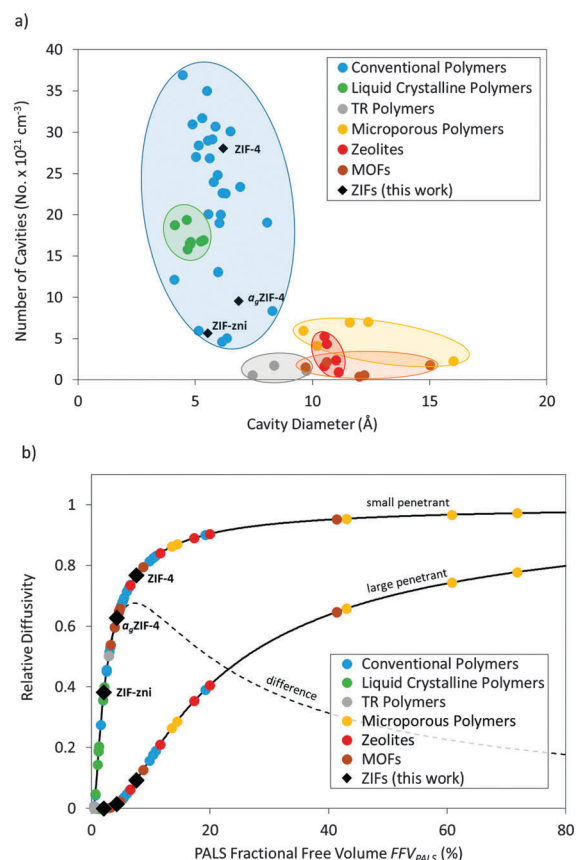 a)
40
35
30
25
20
15
10
5
0
Number of Cavities (No. x 10²¹ cm⁻³)
Conventional Polymers
Liquid Crystalline Polymers
TR Polymers
Microporous Polymers
Zeolites
MOFs
ZIFs (this work)
ZIF-4
agZIF-4
ZIF-zni
0 5 10 15 20
Cavity Diameter (Å)
b)
1
0.8
0.6
0.4
0.2
0
Relative Diffusivity
small penetrant
ZIF-4
large penetrant
agZIF-4
ZIF-zni
difference
Conventional Polymers
Liquid Crystalline Polymers
TR Polymers
Microporous Polymers
Zeolites
MOFs
ZIFs (this work)
0 20 40 60 80
PALS Fractional Free Volume FFVPALS (%)